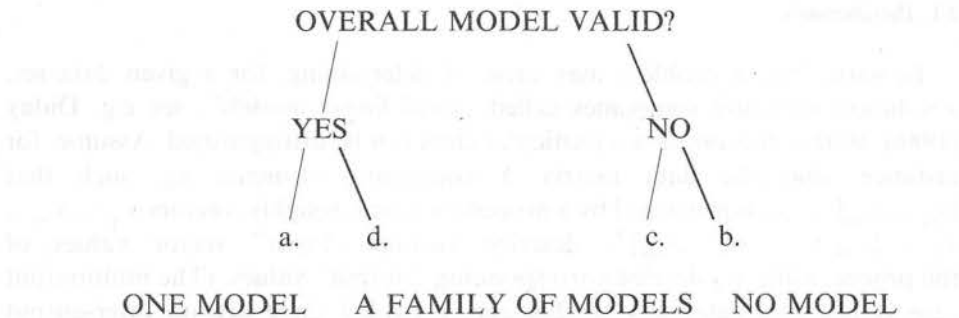 OVERALL MODEL VALID?
YES NO
a. d. c. b.
ONE MODEL A FAMILY OF MODELS NO MODEL